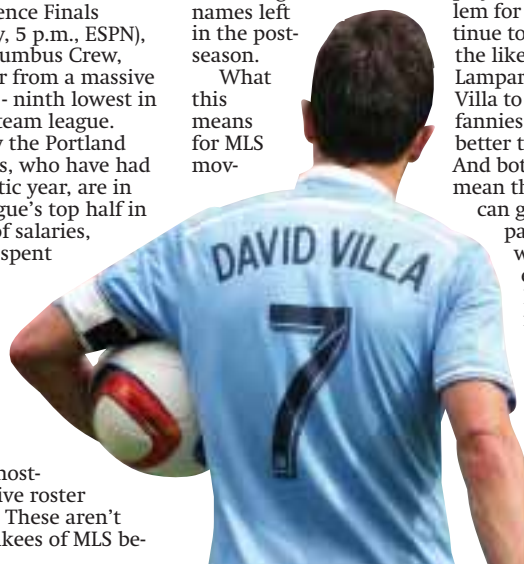 ence Finals
y, 5 p.m., ESPN),
umbus Crew,
r from a massive
- ninth lowest in
team league.
y the Portland
s, who have had
tic year, are in
gue's top half in
of salaries,
spent
most-
ive roster
These aren't
kees of MLS be-
names left
in the post-
season.
What
this
means
for MLS
mov-
lem for
tinue to
the like
Lampar
Villa to
fannies
better t
And bot
mean th
can g
pa
w
DAVID VILLA
7